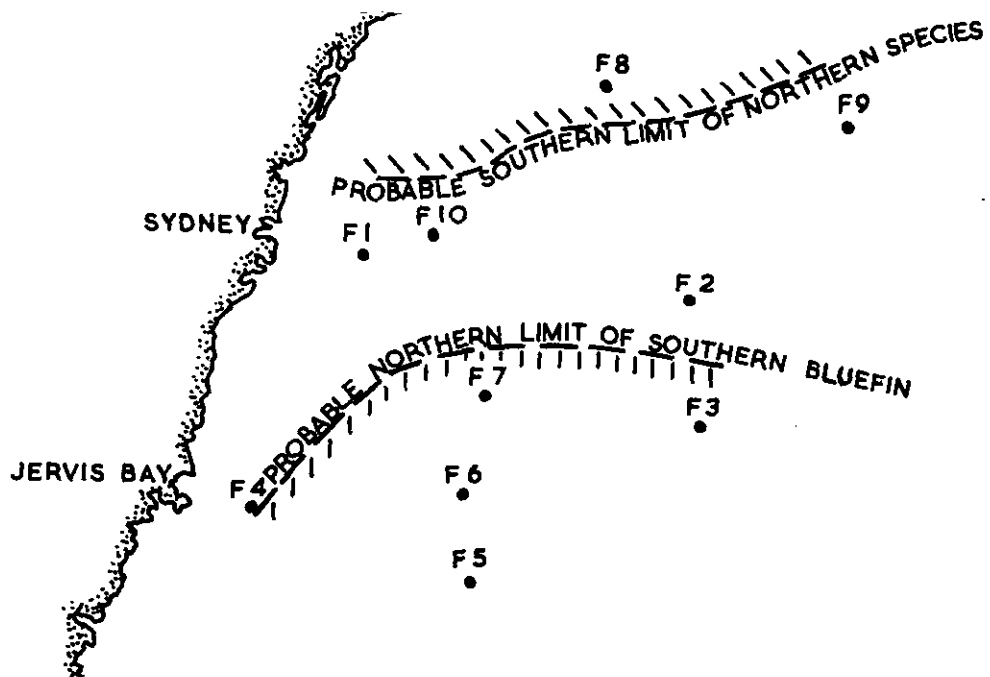 F8
PROBABLE SOUTHERN LIMIT OF NORTHERN SPECIES
F9
SYDNEY
F10
F1
F2
PROBABLE NORTHERN LIMIT OF SOUTHERN BLUEFIN
F7
F3
JERVIS BAY
F4
F6
F5